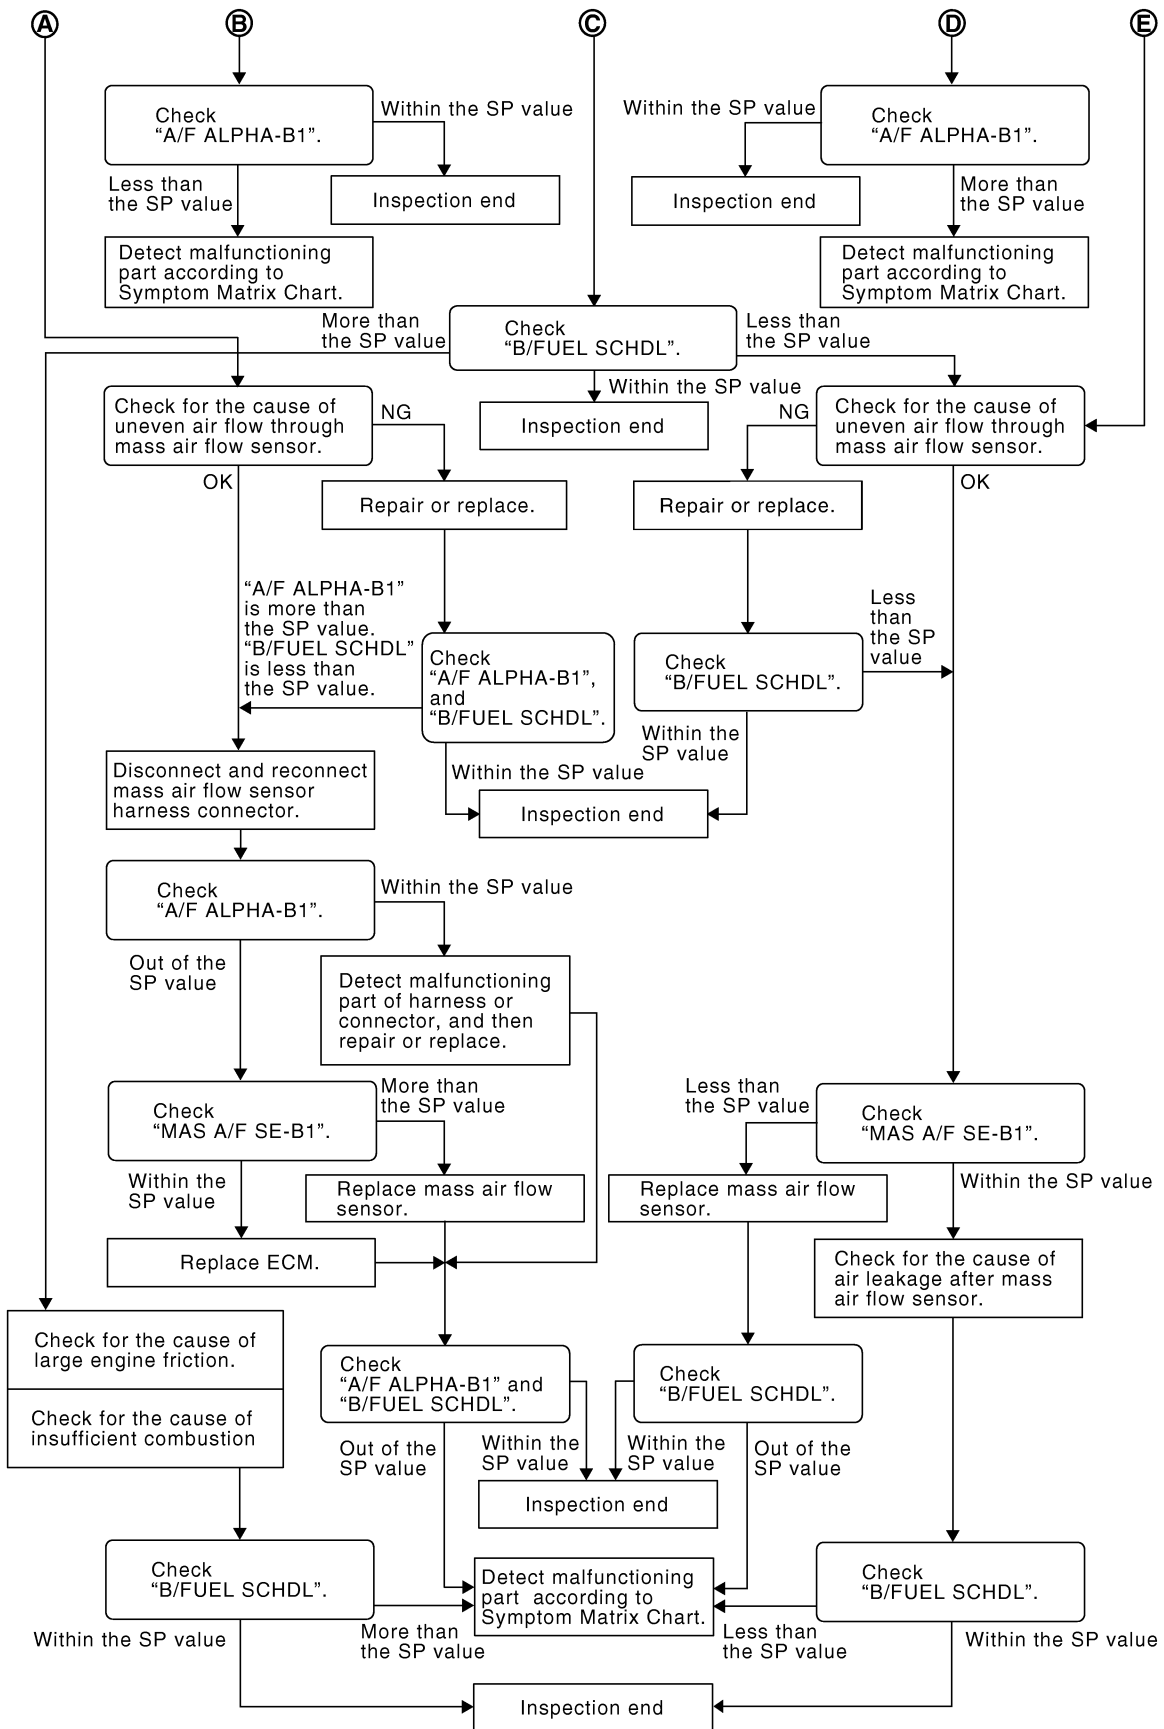 A
B
C
D
E
Check
“A/F ALPHA-B1”.
Within the SP value
Less than
the SP value
Inspection end
Detect malfunctioning
part according to
Symptom Matrix Chart.
Within the SP value
Check
“A/F ALPHA-B1”.
Inspection end
More than
the SP value
Detect malfunctioning
part according to
Symptom Matrix Chart.
More than
the SP value
Check
“B/FUEL SCHDL”.
Less than
the SP value
Within the SP value
Inspection end
Check for the cause of
uneven air flow through
mass air flow sensor.
NG
OK
Repair or replace.
NG
Check for the cause of
uneven air flow through
mass air flow sensor.
OK
Repair or replace.
“A/F ALPHA-B1”
is more than
the SP value.
“B/FUEL SCHDL”
is less than
the SP value.
Check
“A/F ALPHA-B1”,
and
“B/FUEL SCHDL”.
Check
“B/FUEL SCHDL”.
Less
than
the SP
value
Within the
SP value
Within the SP value
Inspection end
Disconnect and reconnect
mass air flow sensor
harness connector.
Check
“A/F ALPHA-B1”.
Within the SP value
Out of the
SP value
Detect malfunctioning
part of harness or
connector, and then
repair or replace.
Check
“MAS A/F SE-B1”.
More than
the SP value
Within the
SP value
Replace mass air flow
sensor.
Replace ECM.
Less than
the SP value
Check
“MAS A/F SE-B1”.
Within the SP value
Replace mass air flow
sensor.
Check for the cause of
air leakage after mass
air flow sensor.
Check for the cause of
large engine friction.
Check for the cause of
insufficient combustion
Check
“A/F ALPHA-B1” and
“B/FUEL SCHDL”.
Check
“B/FUEL SCHDL”.
Out of the
SP value
Within the
SP value
Within the
SP value
Out of the
SP value
Inspection end
Check
“B/FUEL SCHDL”.
Detect malfunctioning
part according to
Symptom Matrix Chart.
Check
“B/FUEL SCHDL”.
Within the SP value
More than
the SP value
Less than
the SP value
Within the SP value
Inspection end